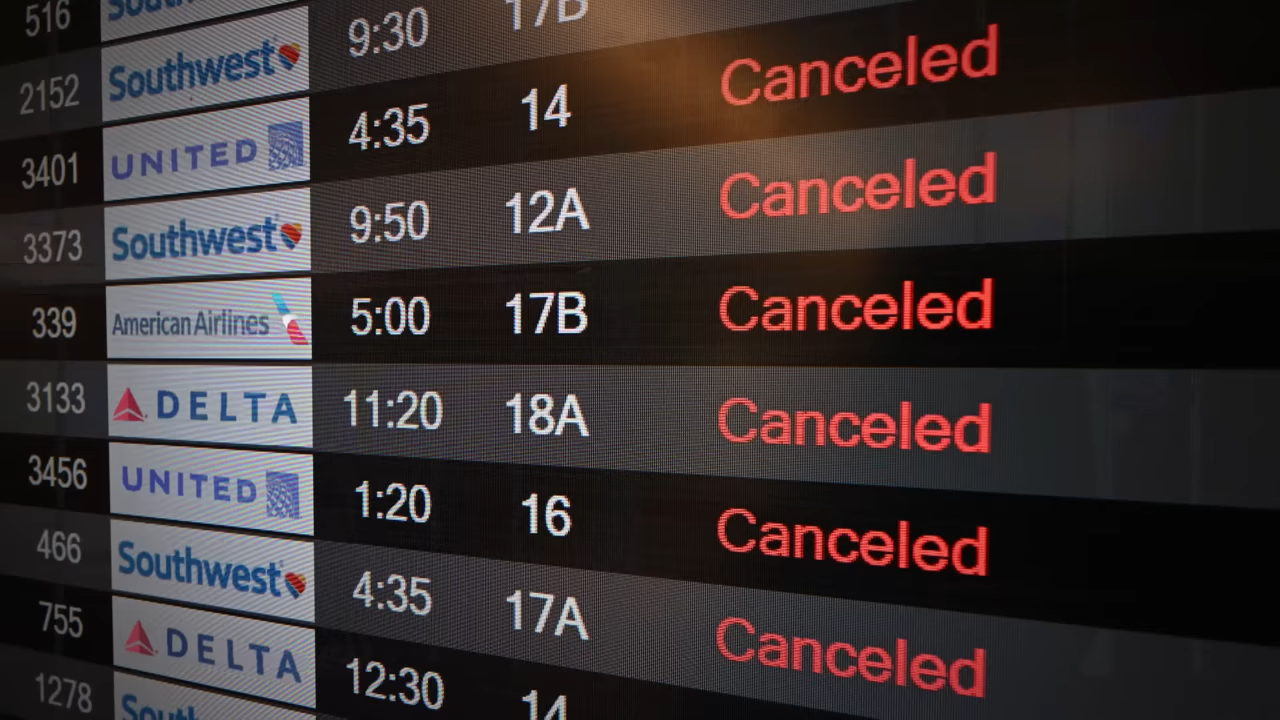 516
2152 Southwest 9:30 17B
3401 UNITED 4:35 14 Canceled
3373 Southwest 9:50 12A Canceled
339 American Airlines 5:00 17B Canceled
3133 DELTA 11:20 18A Canceled
3456 UNITED 1:20 16 Canceled
466 Southwest 4:35 17A Canceled
755 DELTA 12:30 14
1278